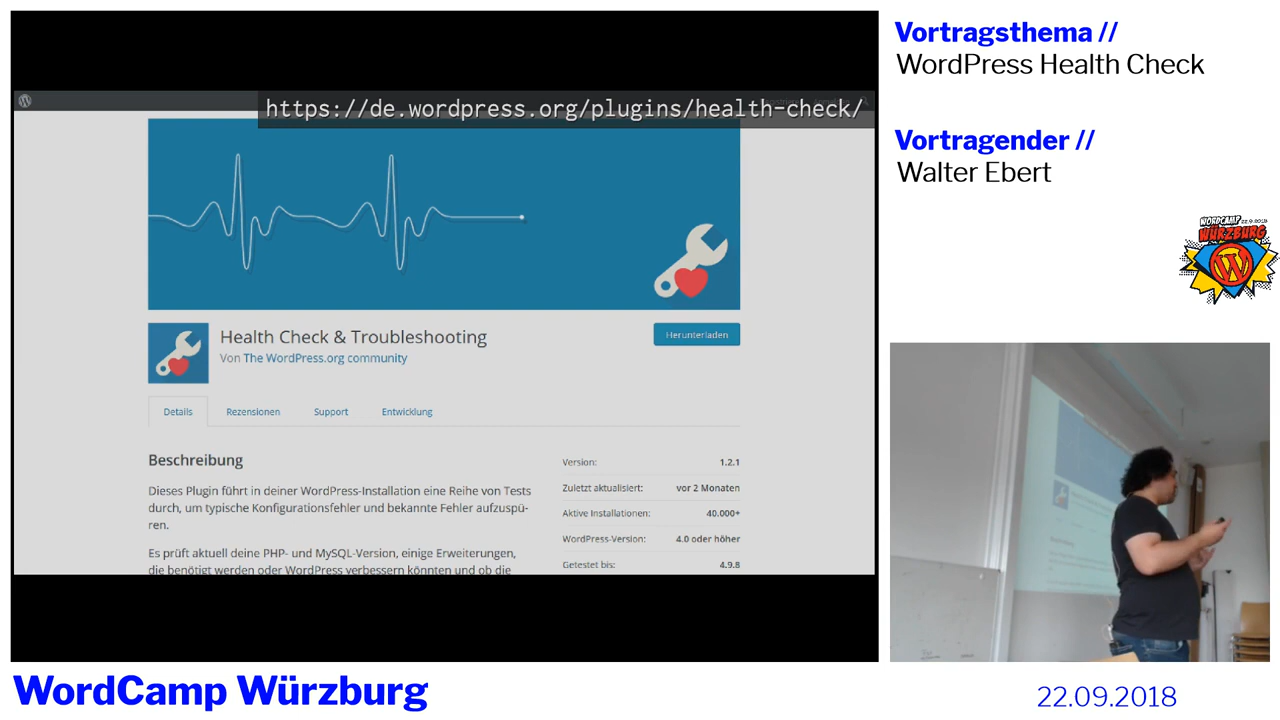 https://de.wordpress.org/plugins/health-check/
Health Check & Troubleshooting
Von The WordPress.org community
Herunterladen
Details
Rezensionen
Support
Entwicklung
Beschreibung
Dieses Plugin führt in deiner WordPress-Installation eine Reihe von Tests
durch, um typische Konfigurationsfehler und bekannte Fehler aufzuspü-
ren.
Es prüft aktuell deine PHP- und MySQL-Version, einige Erweiterungen,
die benötigt werden oder WordPress verbessern könnten und ob die
Version: 1.2.1
Zuletzt aktualisiert: vor 2 Monaten
Aktive Installationen: 40.000+
WordPress-Version: 4.0 oder höher
Getestet bis: 4.9.8
Vortragsthema //
WordPress Health Check
Vortragender //
Walter Ebert
WORDCAMP 22.9.2018
WÜRZBURG
WordCamp Würzburg
22.09.2018